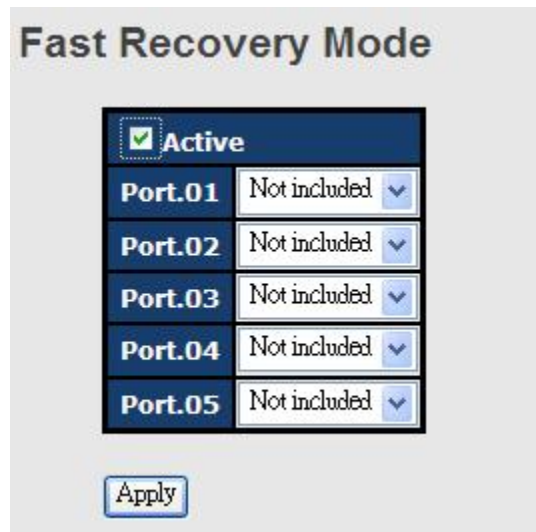 Fast Recovery Mode
Active
Port.01 Not included
Port.02 Not included
Port.03 Not included
Port.04 Not included
Port.05 Not included
Apply